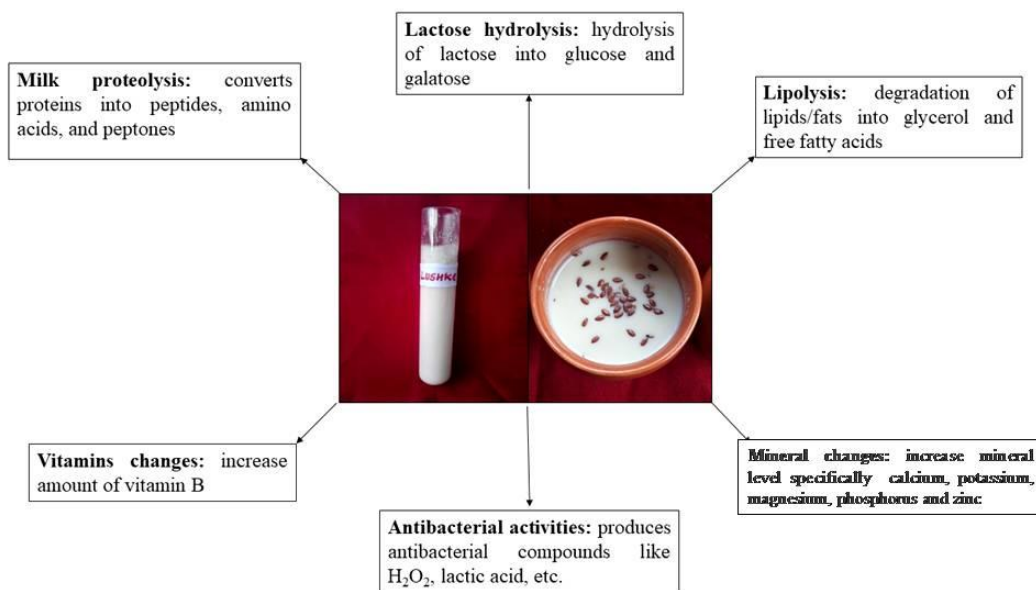 Lactose hydrolysis: hydrolysis
of lactose into glucose and
galatose
Milk proteolysis: converts
proteins into peptides, amino
acids, and peptones
Lipolysis: degradation of
lipids/fats into glycerol and
free fatty acids
Vitamins changes: increase
amount of vitamin B
Mineral changes: increase mineral
level specifically calcium, potassium,
magnesium, phosphorus and zinc
Antibacterial activities: produces
antibacterial compounds like
H₂O₂, lactic acid, etc.